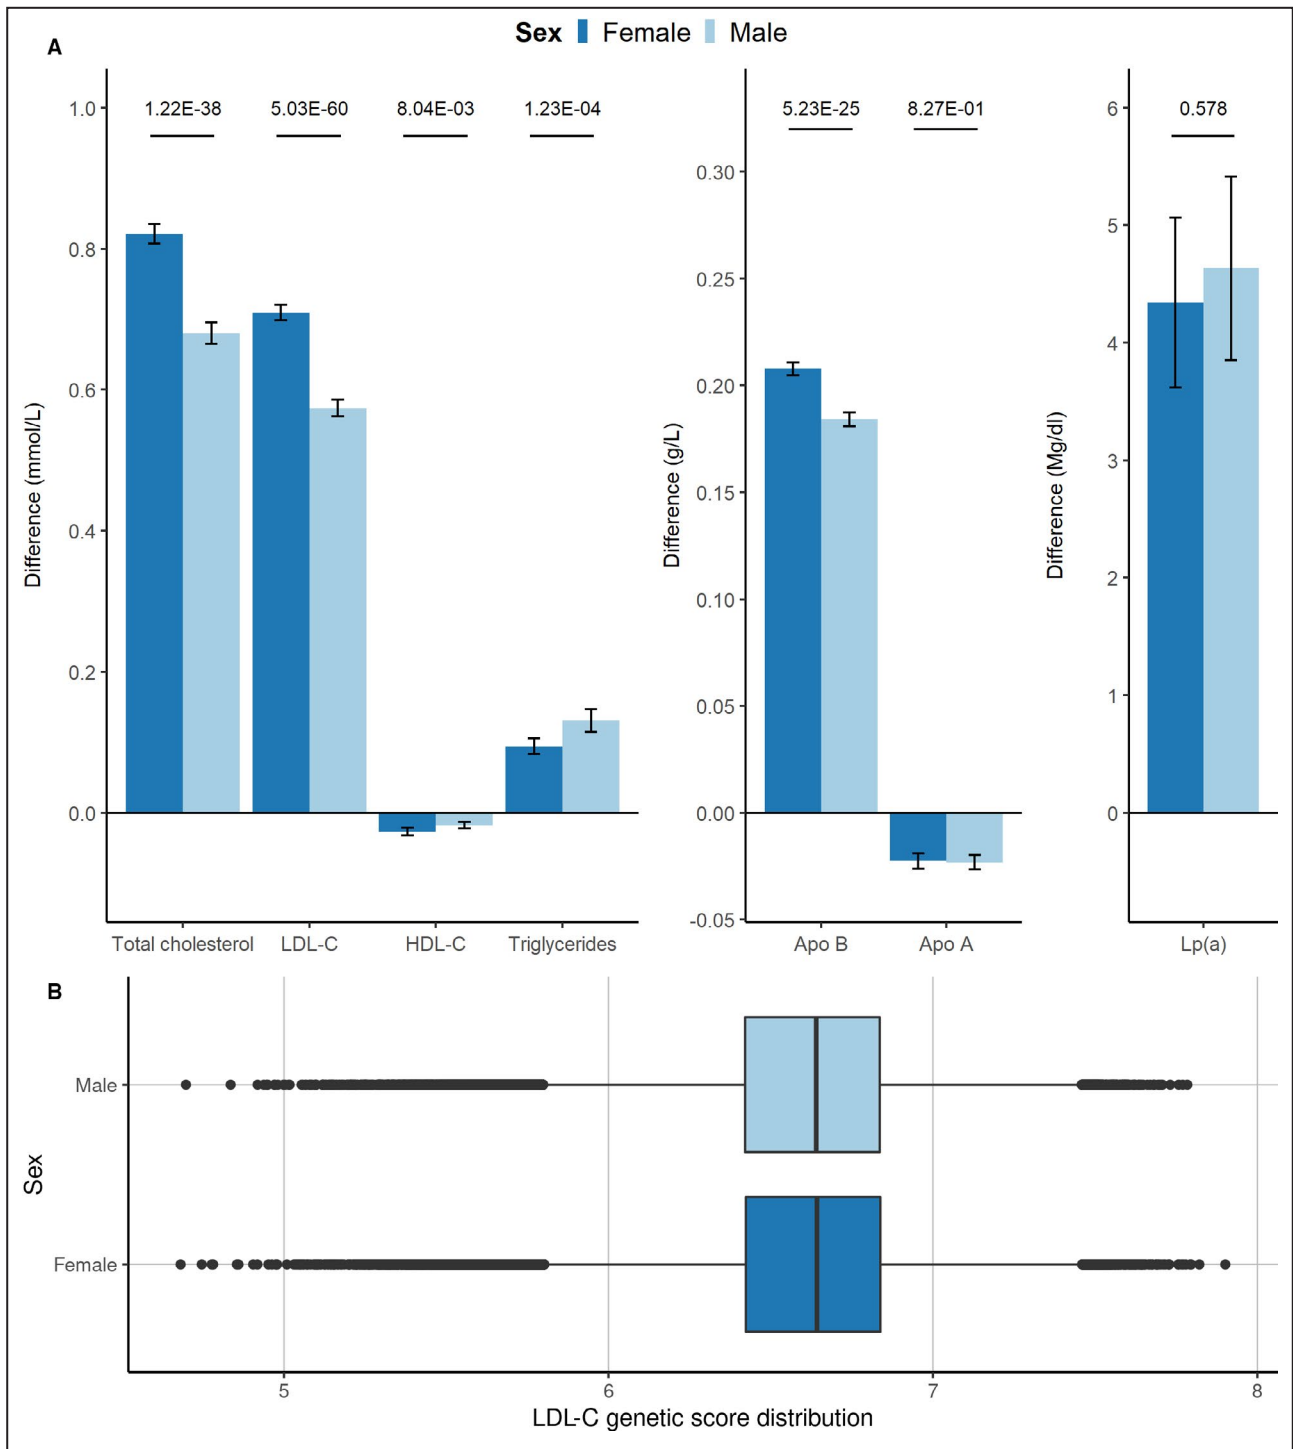 Sex Female Male
A
1.22E-38 5.03E-60 8.04E-03 1.23E-04
1.0
0.8
0.6
0.4
0.2
0.0
Difference (mmol/L)
Total cholesterol LDL-C HDL-C Triglycerides
5.23E-25 8.27E-01
0.30
0.25
0.20
0.15
0.10
0.05
0.00
-0.05
Difference (g/L)
Apo B Apo A
0.578
6
5
4
3
2
1
0
Difference (Mg/dl)
Lp(a)
B
Male
Female
Sex
5 6 7 8
LDL-C genetic score distribution